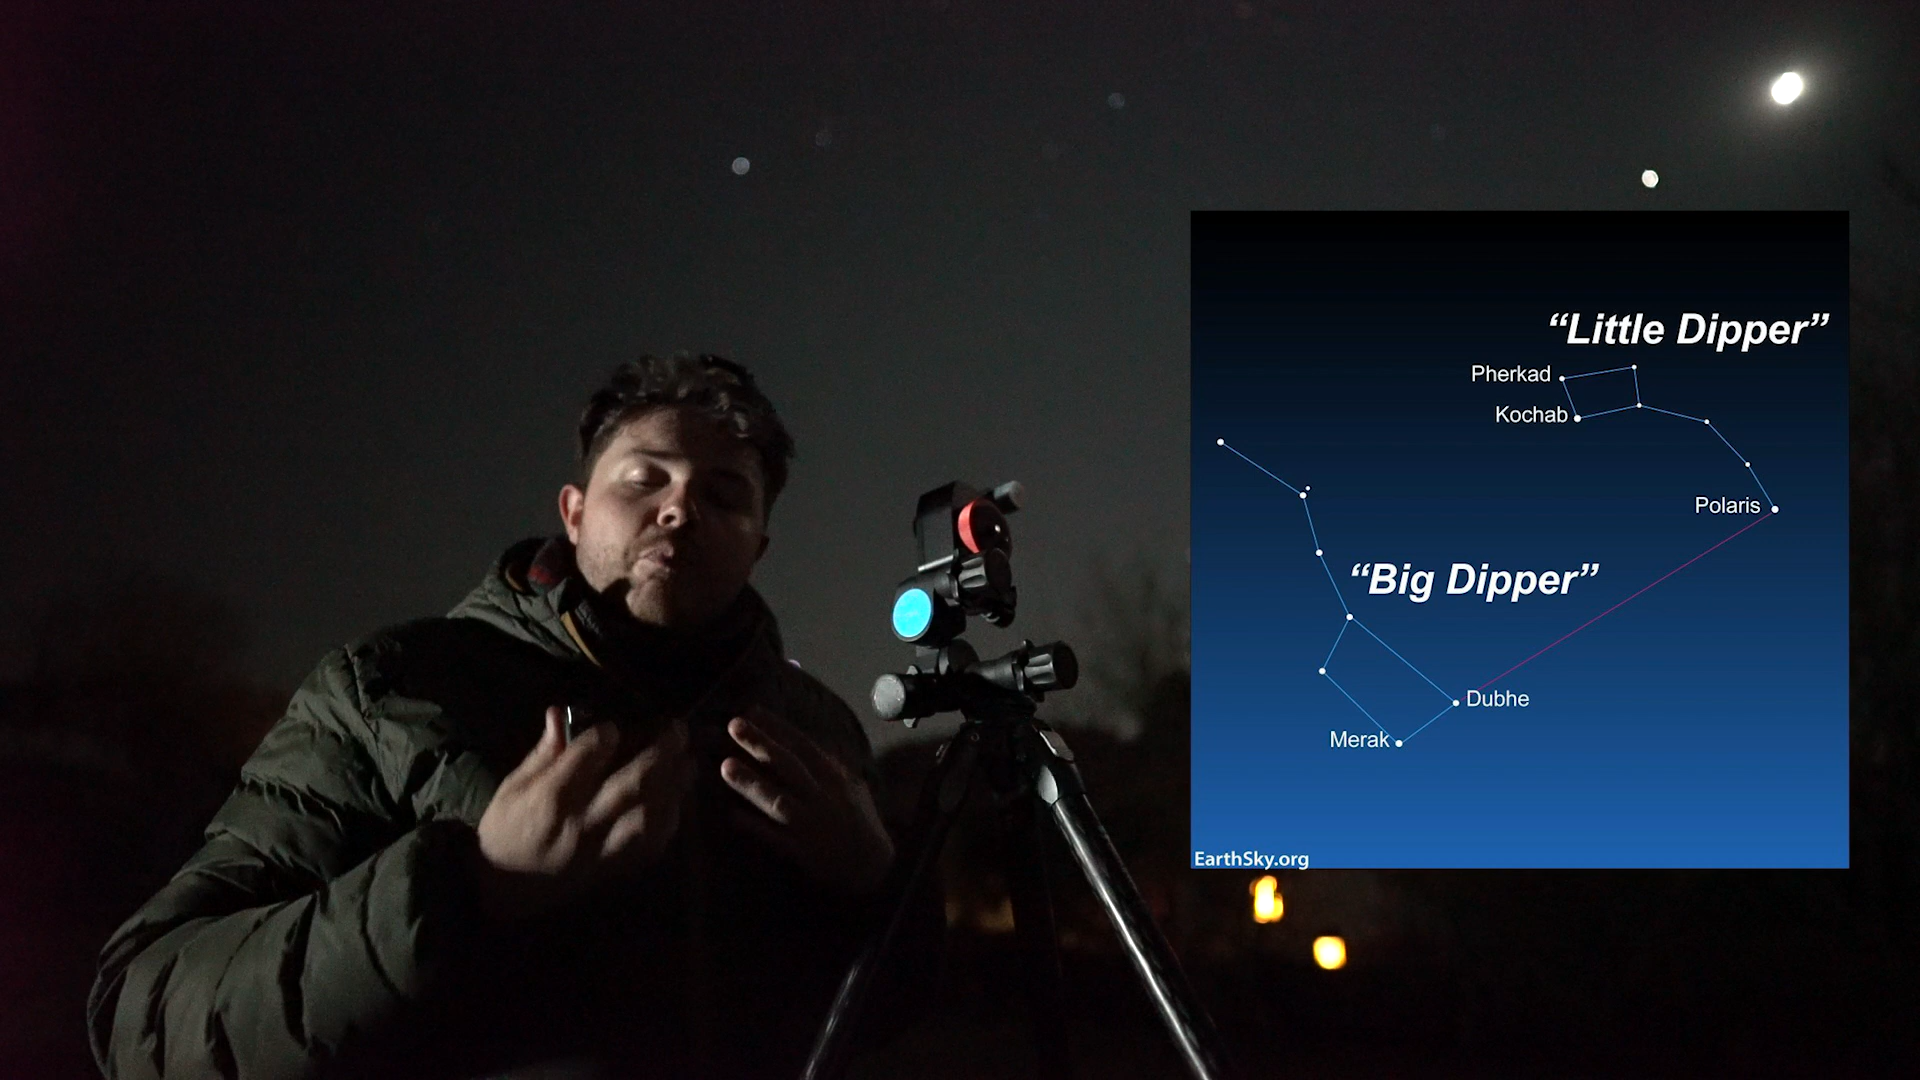 “Little Dipper”
Pherkad
Kochab
Polaris
“Big Dipper”
Dubhe
Merak
EarthSky.org